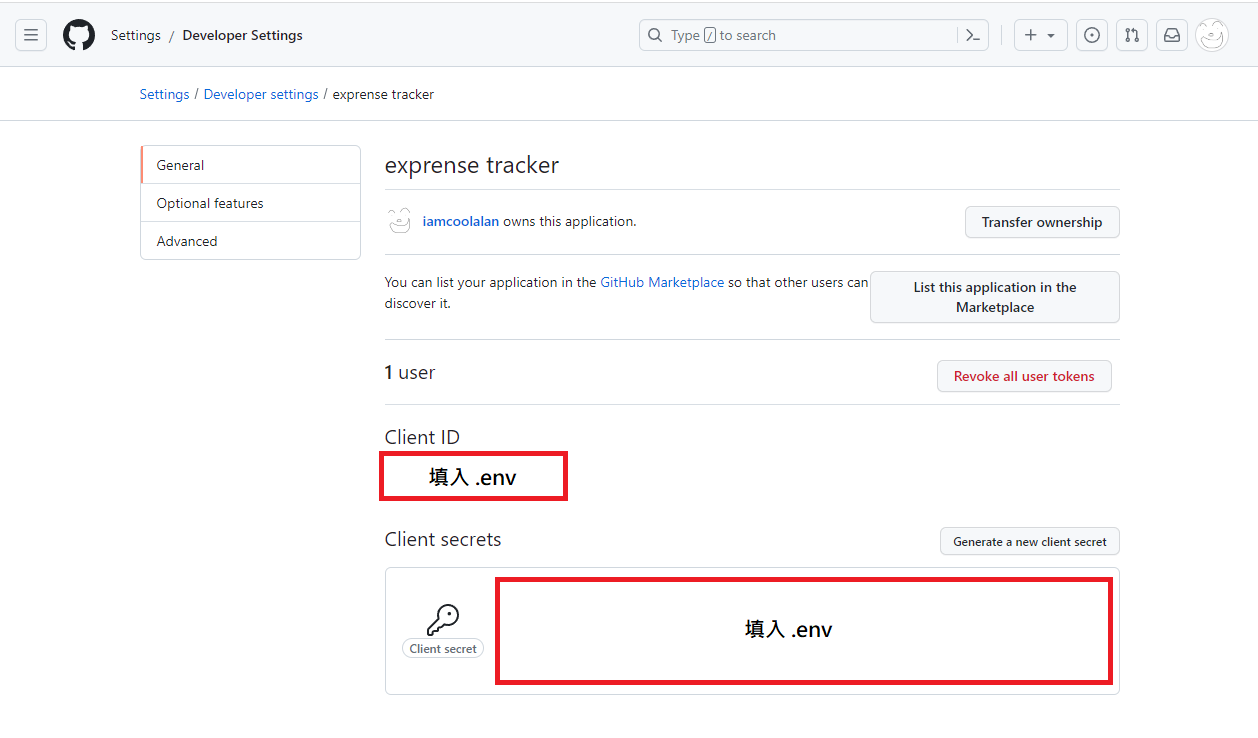 Settings / Developer Settings
Type / to search
Settings / Developer settings / exprense tracker
General
Optional features
Advanced
exprense tracker
iamcoolalan owns this application.
Transfer ownership
You can list your application in the GitHub Marketplace so that other users can
discover it.
List this application in the
Marketplace
1 user
Revoke all user tokens
Client ID
填入 .env
Client secrets
Generate a new client secret
Client secret
填入 .env